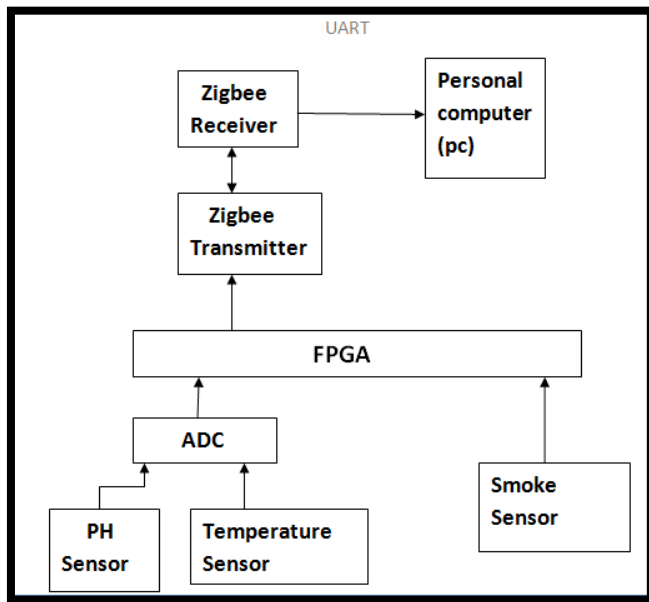 UART
Zigbee
Receiver
Personal
computer
(pc)
Zigbee
Transmitter
FPGA
ADC
PH
Sensor
Temperature
Sensor
Smoke
Sensor